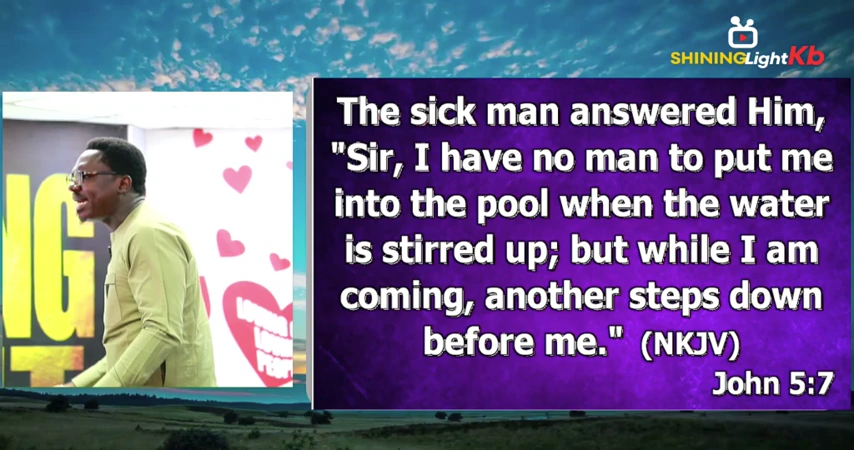 SHININGLightKb
The sick man answered Him,
"Sir, I have no man to put me
into the pool when the water
is stirred up; but while I am
coming, another steps down
before me." (NKJV)
John 5:7
NG